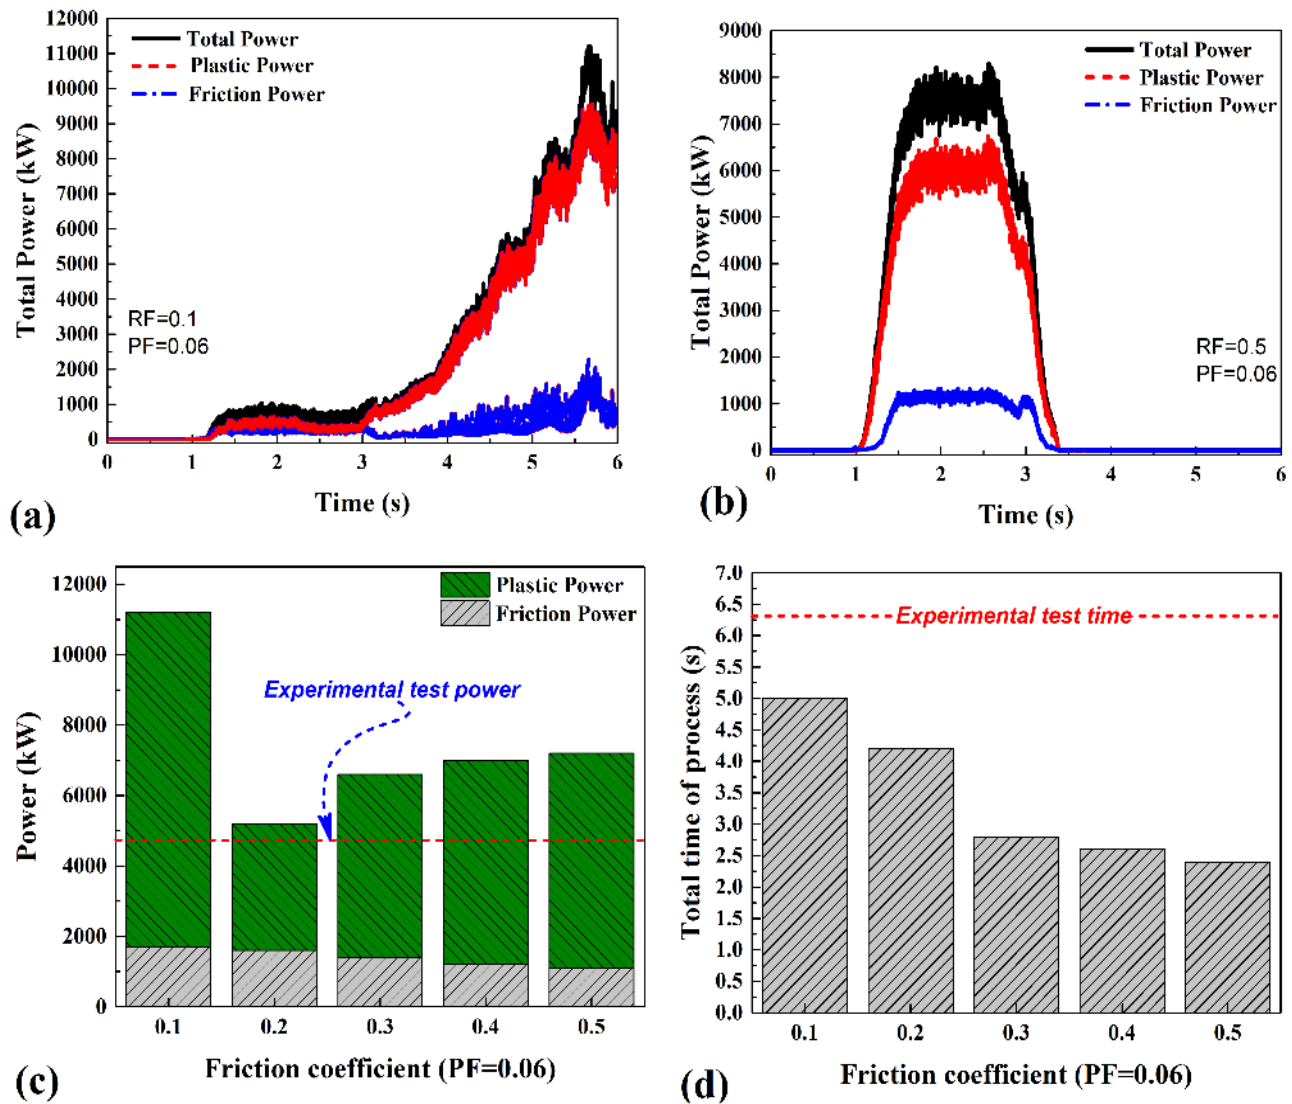 12000
11000
10000
9000
8000
7000
6000
5000
4000
3000
2000
1000
0
Total Power (kW)
Total Power
Plastic Power
Friction Power
RF=0.1
PF=0.06
0 1 2 3 4 5 6
Time (s)
(a)
9000
8000
7000
6000
5000
4000
3000
2000
1000
0
Total Power (kW)
Total Power
Plastic Power
Friction Power
RF=0.5
PF=0.06
0 1 2 3 4 5 6
Time (s)
(b)
12000
10000
8000
6000
4000
2000
0
Power (kW)
Plastic Power
Friction Power
Experimental test power
0.1 0.2 0.3 0.4 0.5
Friction coefficient (PF=0.06)
(c)
7.0
6.5
6.0
5.5
5.0
4.5
4.0
3.5
3.0
2.5
2.0
1.5
1.0
0.5
0.0
Total time of process (s)
Experimental test time
0.1 0.2 0.3 0.4 0.5
Friction coefficient (PF=0.06)
(d)